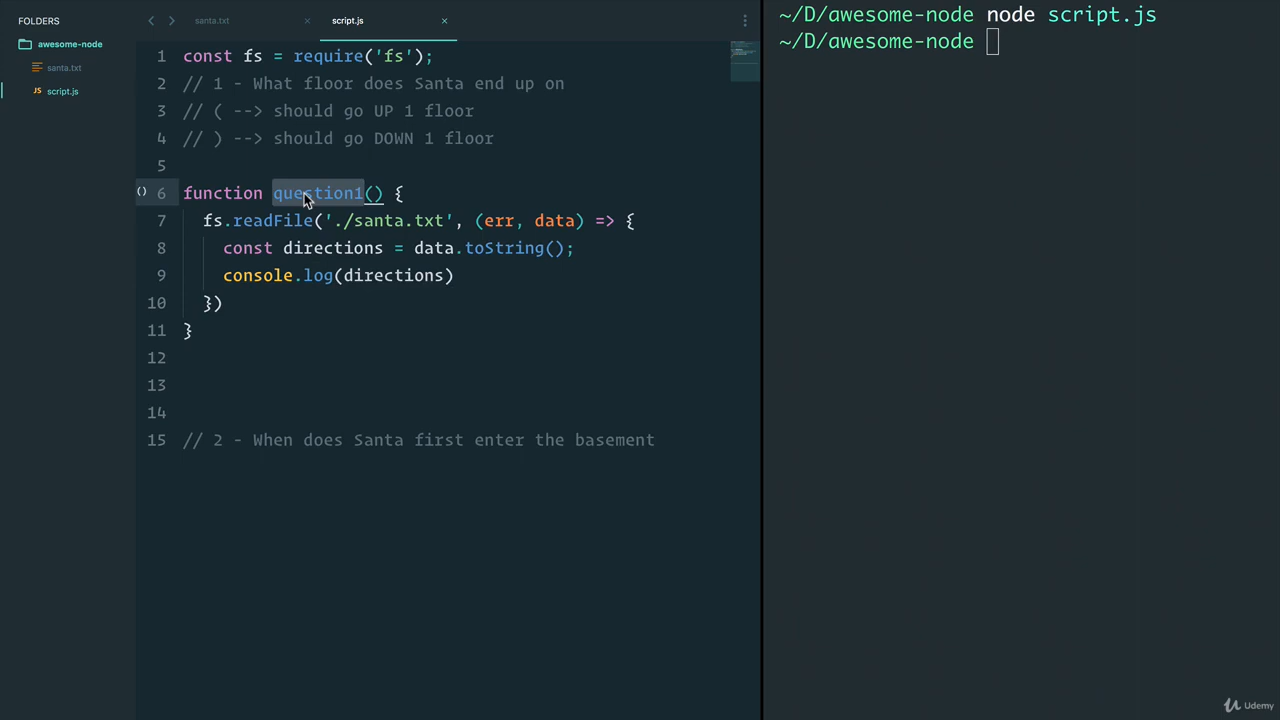 FOLDERS
awesome-node
santa.txt
JS script.js
santa.txt × script.js ×
1 const fs = require('fs');
2 // 1 - What floor does Santa end up on
3 // ( --> should go UP 1 floor
4 // ) --> should go DOWN 1 floor
5
() 6 function question1() {
7 fs.readFile('./santa.txt', (err, data) => {
8 const directions = data.toString();
9 console.log(directions)
10 })
11 }
12
13
14
15 // 2 - When does Santa first enter the basement
~/D/awesome-node node script.js
~/D/awesome-node
Udemy